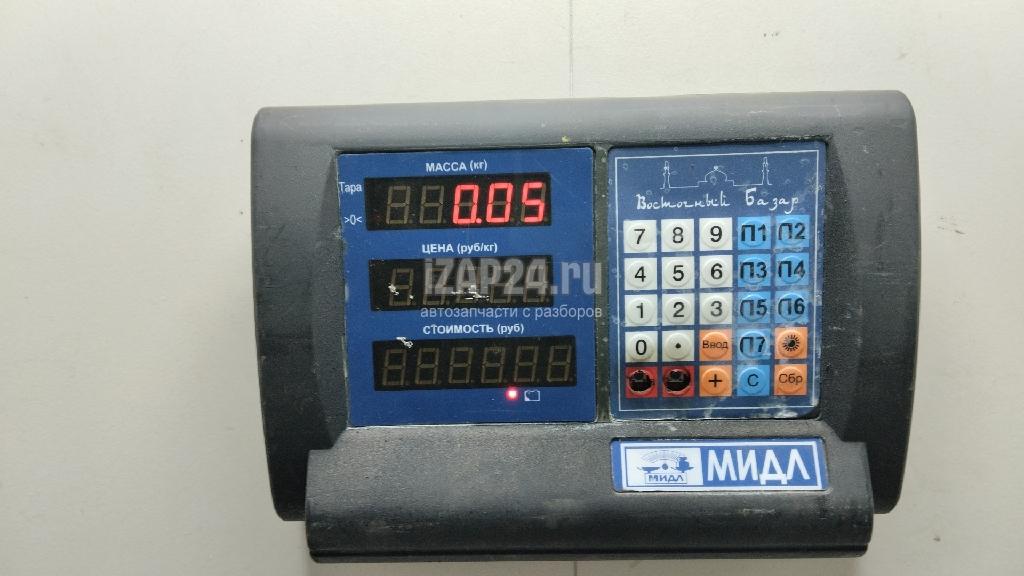 МАССА (кг)
Тара
0.05
>0<
ЦЕНА (руб/кг)
iZAP24.ru
автозапчасти с разборов
СТОИМОСТЬ (руб)
Восточный Базар
7 8 9 П1 П2
4 5 6 П3 П4
1 2 3 П5 П6
0 . Ввод П7
+ С Сбр
МИДЛ
МИДЛ